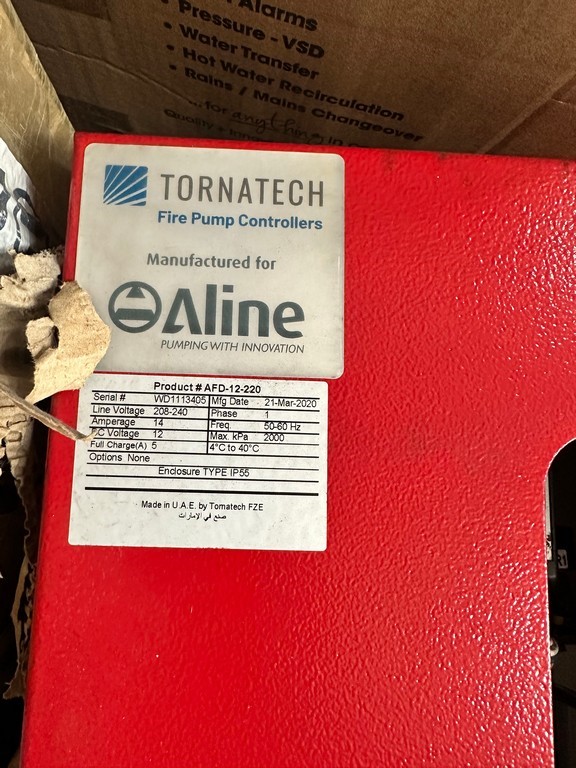 Alarms
• Pressure - VSD
• Water Transfer
• Hot Water Recirculation
• Rains / Mains Changeover
...for anything in
TORNATECH
Fire Pump Controllers
Manufactured for
Aline
PUMPING WITH INNOVATION
Product # AFD-12-220
Serial # WD1113405 Mfg Date 21-Mar-2020
Line Voltage 208-240 Phase 1
Amperage 14 Freq. 50-60 Hz
Voltage 12 Max. kPa 2000
Full Charge(A) 5 4°C to 40°C
Options None
Enclosure TYPE IP55
Made in U.A.E. by Tornatech FZE
صنع في الإمارات